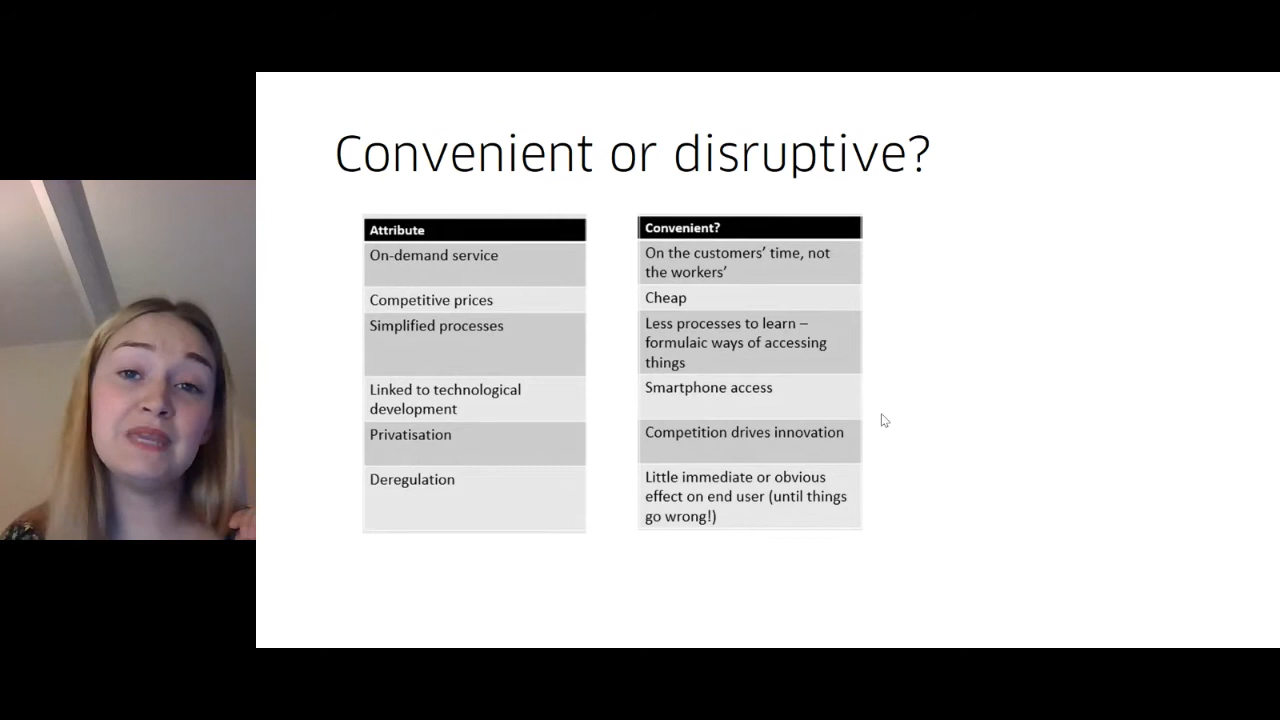 Convenient or disruptive?
Attribute
On-demand service
Competitive prices
Simplified processes
Linked to technological
development
Privatisation
Deregulation
Convenient?
On the customers' time, not
the workers'
Cheap
Less processes to learn –
formulaic ways of accessing
things
Smartphone access
Competition drives innovation
Little immediate or obvious
effect on end user (until things
go wrong!)